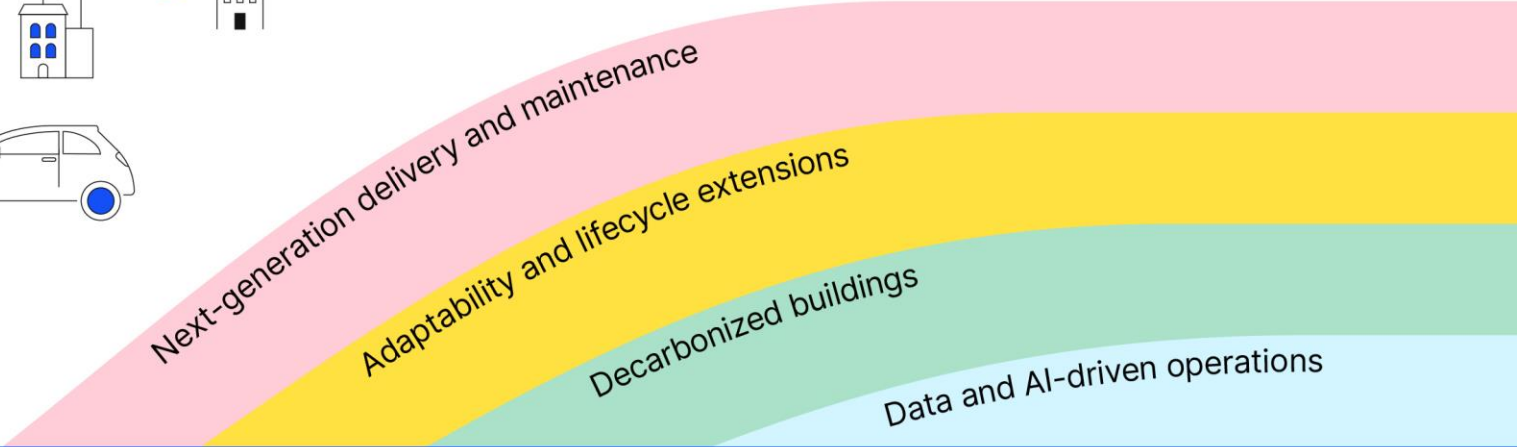 Next-generation delivery and maintenance
Adaptability and lifecycle extensions
Decarbonized buildings
Data and AI-driven operations